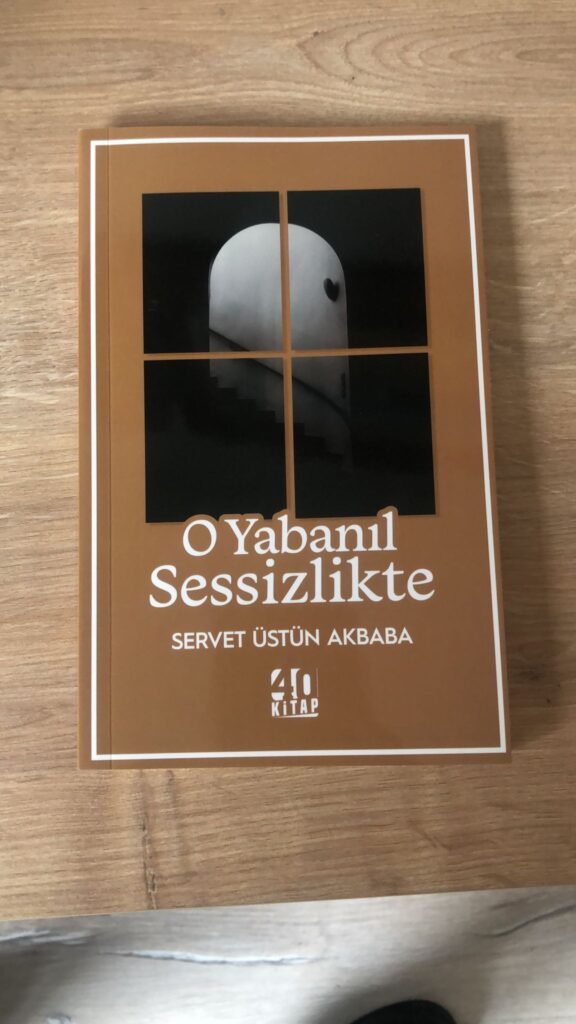 O Yabanıl
Sessizlikte
SERVET ÜSTÜN AKBABA
40
KİTAP